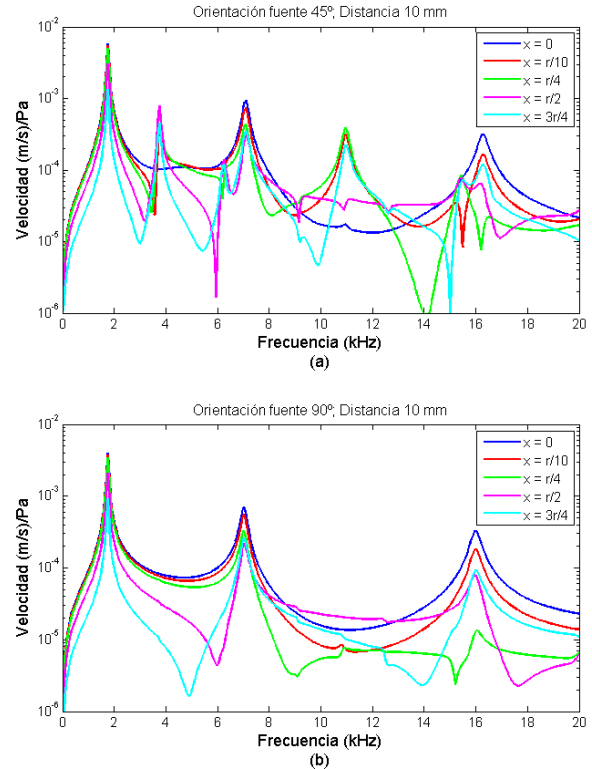 Orientación fuente 45º; Distancia 10 mm
10^-2
10^-3
10^-4
10^-5
10^-6
Velocidad (m/s)/Pa
x = 0
x = r/10
x = r/4
x = r/2
x = 3r/4
0 2 4 6 8 10 12 14 16 18 20
Frecuencia (kHz)
(a)
Orientación fuente 90º; Distancia 10 mm
10^-2
10^-3
10^-4
10^-5
10^-6
Velocidad (m/s)/Pa
x = 0
x = r/10
x = r/4
x = r/2
x = 3r/4
0 2 4 6 8 10 12 14 16 18 20
Frecuencia (kHz)
(b)